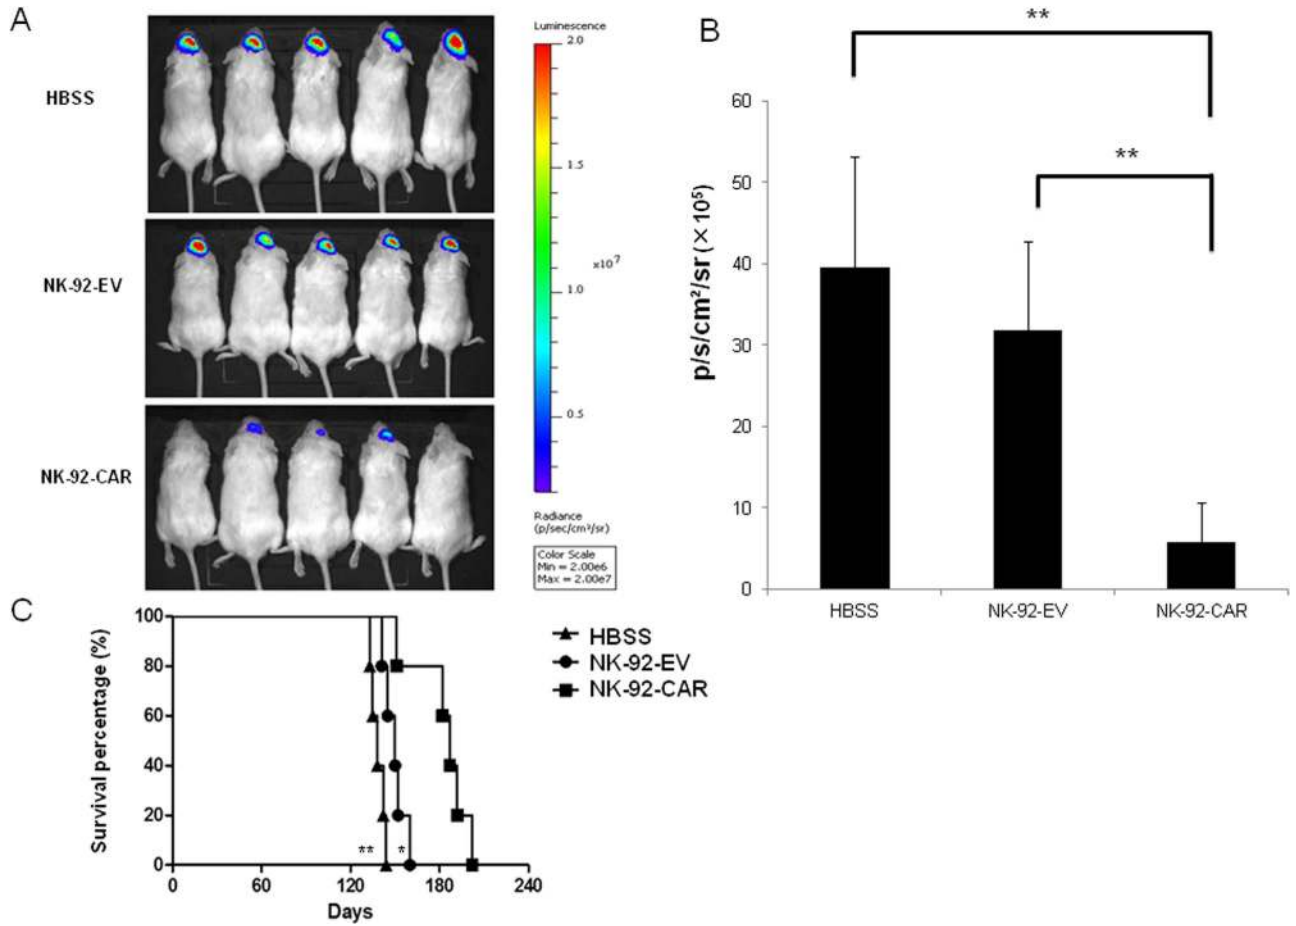 A
HBSS
NK-92-EV
NK-92-CAR
Luminescence
2.0
1.5
×10⁷
1.0
0.5
Radiance
(p/sec/cm²/sr)
Color Scale
Min = 2.00e6
Max = 2.00e7
B
**
**
p/s/cm²/sr (×10⁵)
60
50
40
30
20
10
0
HBSS
NK-92-EV
NK-92-CAR
C
Survival percentage (%)
100
80
60
40
20
0
** *
0
60
120
180
240
Days
HBSS
NK-92-EV
NK-92-CAR